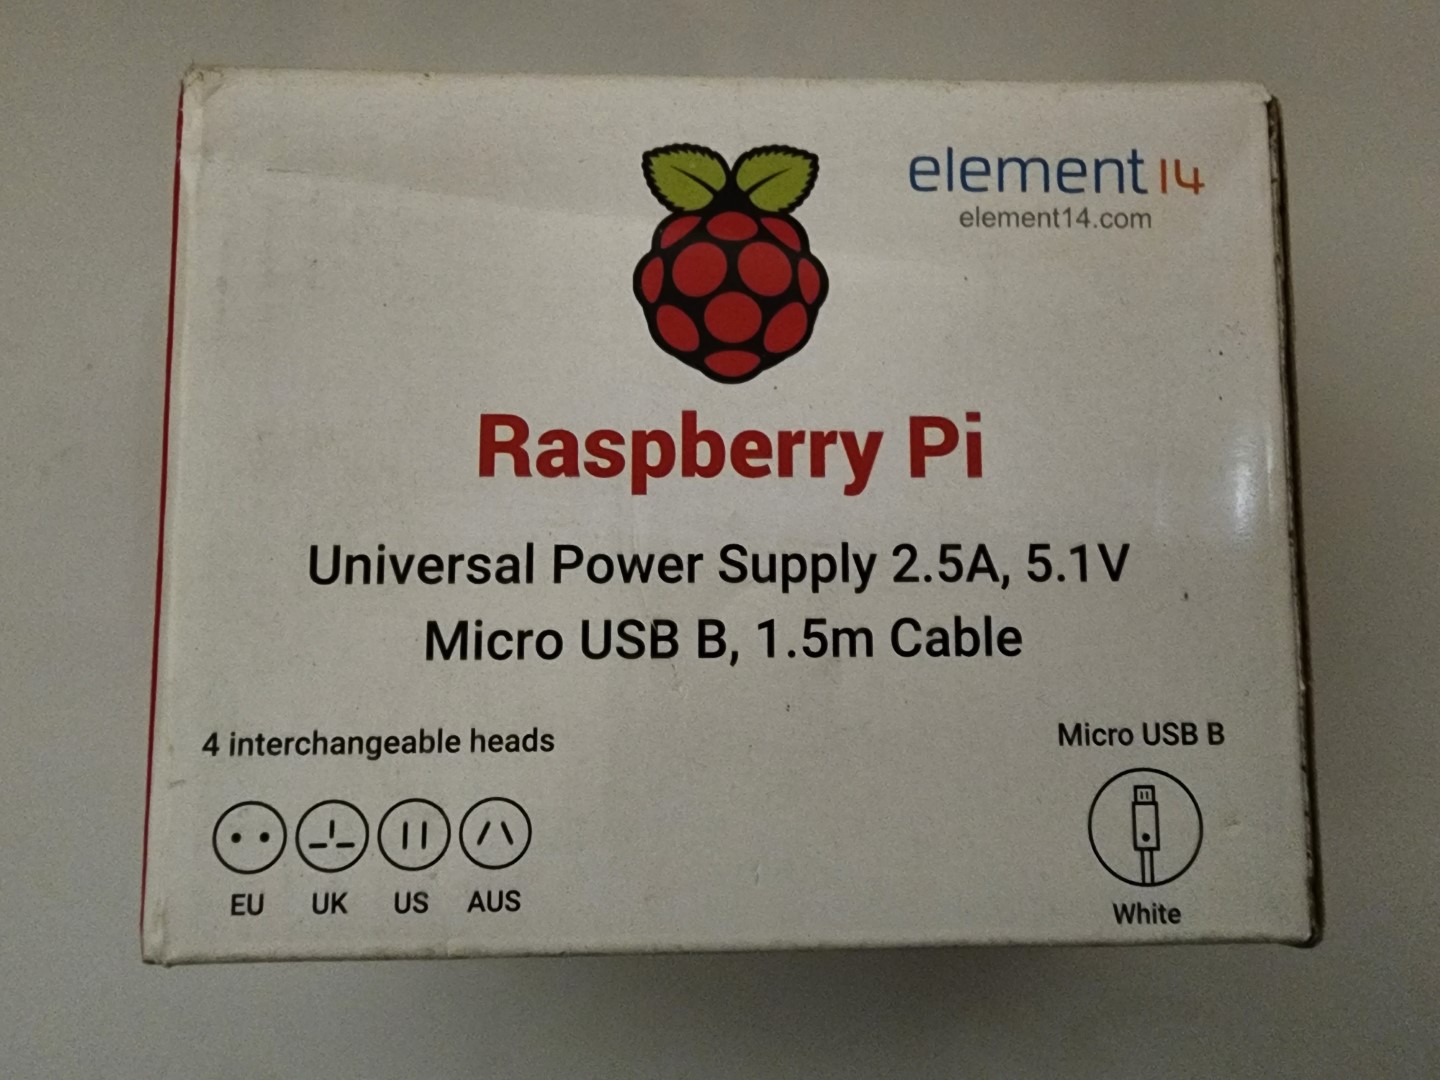 element14
element14.com
Raspberry Pi
Universal Power Supply 2.5A, 5.1V
Micro USB B, 1.5m Cable
4 interchangeable heads
EU UK US AUS
Micro USB B
White